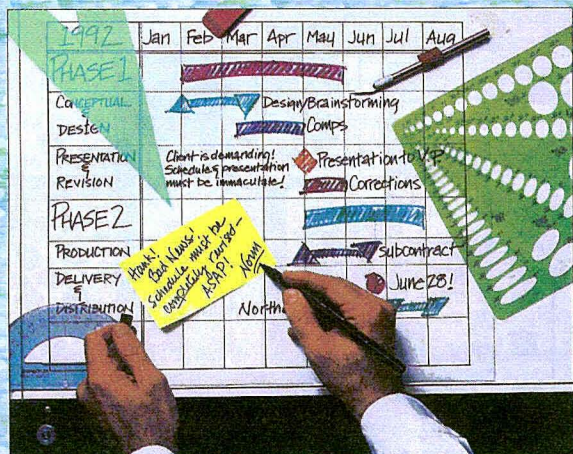 1992 Jan Feb Mar Apr May Jun Jul Aug
PHASE 1
CONCEPTUAL
&
DESIGN
Design/Brainstorming
Comps
PRESENTATION
&
REVISION
Client is demanding!
Schedule & presentation
must be immaculate!
Presentation to V.P.
Corrections
PHASE 2
PRODUCTION
subcontract
DELIVERY
&
DISTRIBUTION
June 28!
Hank!
Bad News!
Schedule must be
completely revised-
ASAP!
Norm